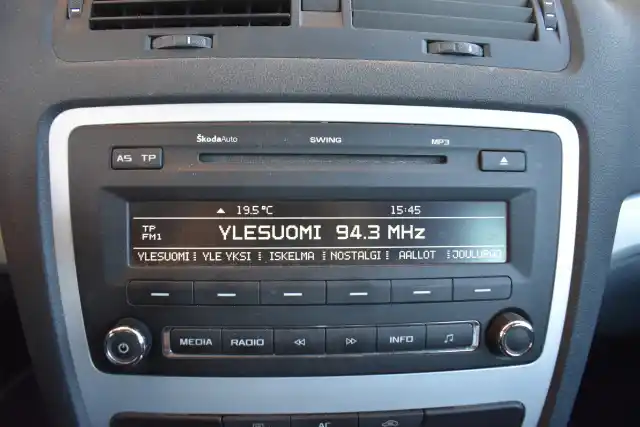 ŠkodaAuto SWING MP3
AS TP
19.5°C 15:45
TP
FM1
YLESUOMI 94.3 MHz
YLESUOMI YLE YKSI ISKELMA NOSTALGI AALLOT JOULURAD
MEDIA RADIO INFO
AC